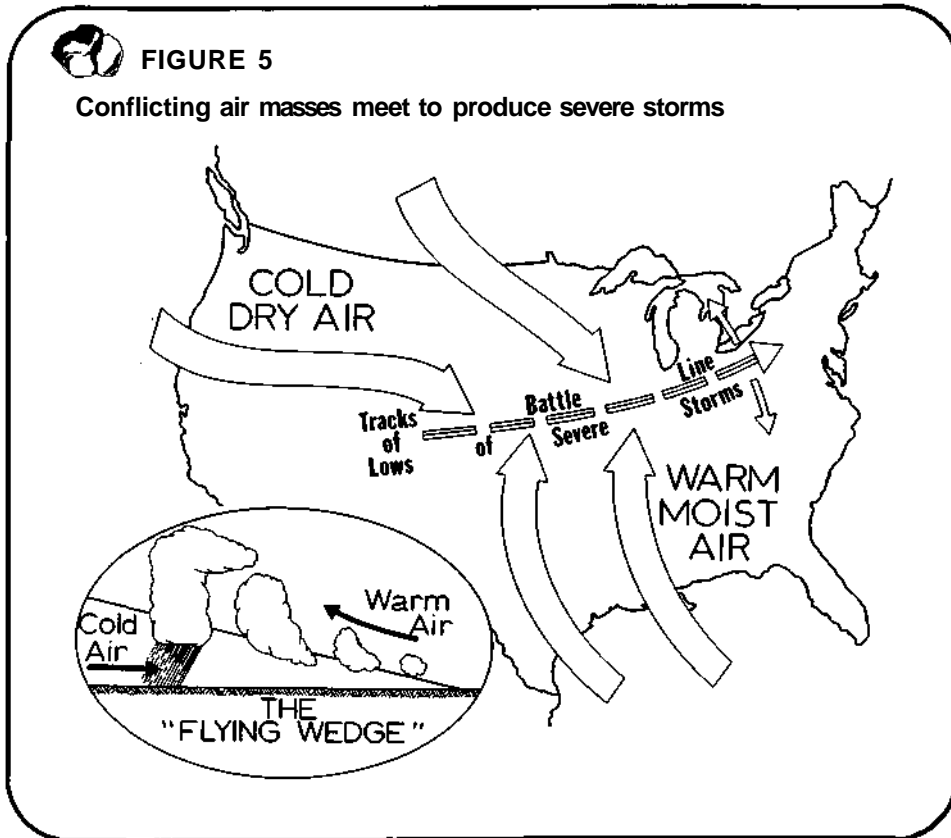 FIGURE 5
Conflicting air masses meet to produce severe storms
COLD
DRY AIR
Tracks
of
Lows
Battle Line
of Severe Storms
WARM
MOIST
AIR
Cold
Air
Warm
Air
THE
"FLYING WEDGE"